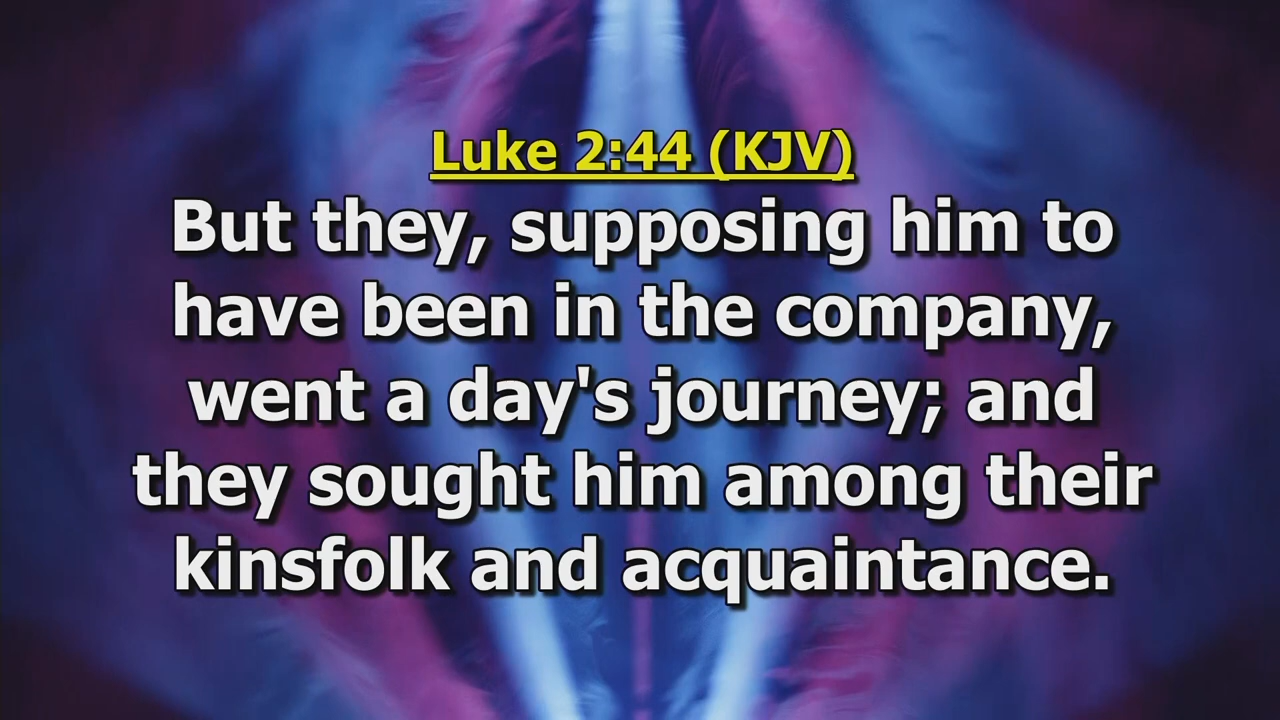 Luke 2:44 (KJV)
But they, supposing him to
have been in the company,
went a day's journey; and
they sought him among their
kinsfolk and acquaintance.